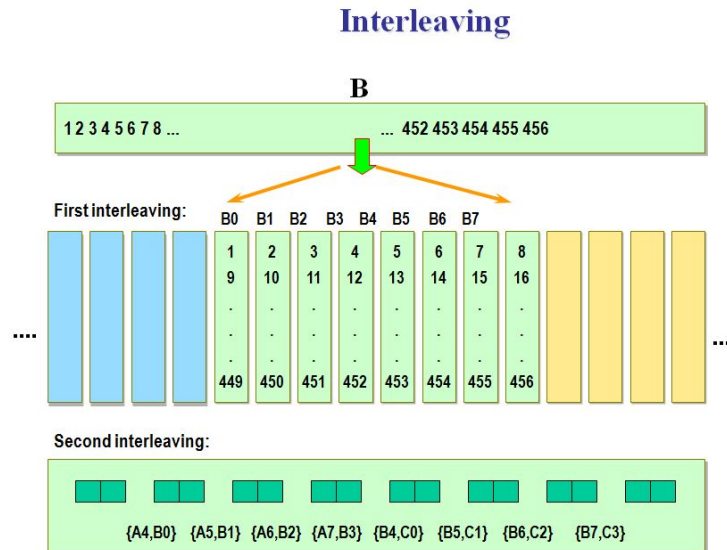 Interleaving
B
1 2 3 4 5 6 7 8 ... ... 452 453 454 455 456
First interleaving:
B0 B1 B2 B3 B4 B5 B6 B7
1 2 3 4 5 6 7 8
9 10 11 12 13 14 15 16
. . . . . . . .
. . . . . . . .
. . . . . . . .
.... ...
449 450 451 452 453 454 455 456
Second interleaving:
{A4,B0} {A5,B1} {A6,B2} {A7,B3} {B4,C0} {B5,C1} {B6,C2} {B7,C3}